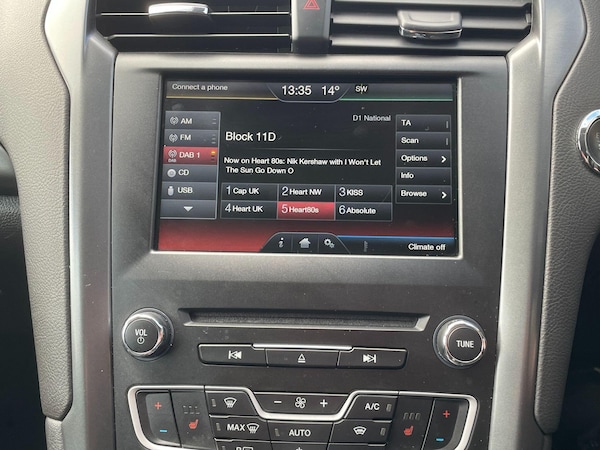 Connect a phone
13:35 14° SW
D1 National
AM
FM
DAB 1
DAB
CD
USB
Block 11D
Now on Heart 80s: Nik Kershaw with I Won't Let
The Sun Go Down O
1 Cap UK 2 Heart NW 3 KISS
4 Heart UK 5 Heart80s 6 Absolute
TA
Scan
Options
Info
Browse
Climate off
VOL
TUNE
A/C
MAX
AUTO
R